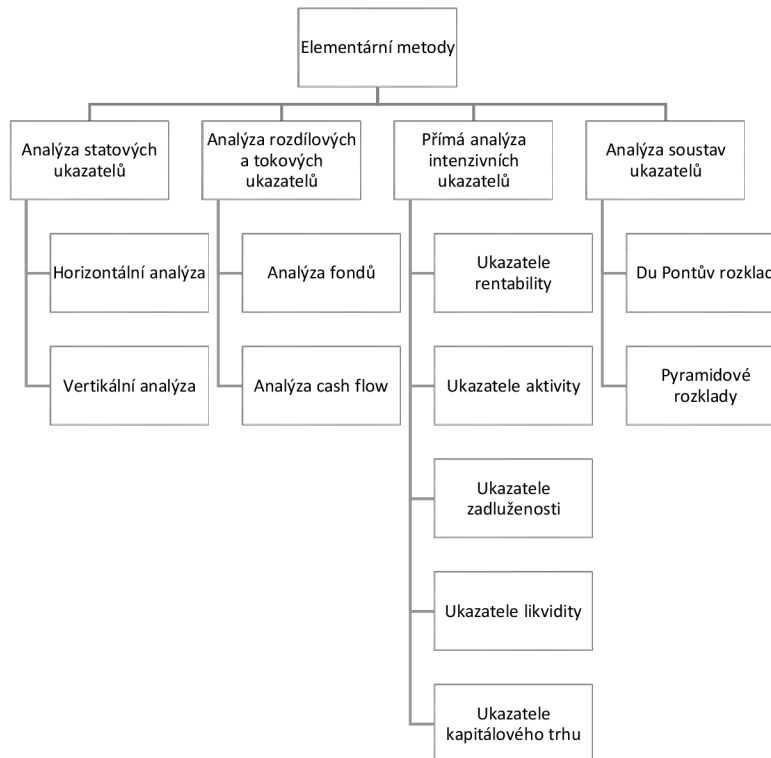 Elementární metody
Analýza statových
ukazatelů
Analýza rozdílových
a tokových
ukazatelů
Přímá analýza
intenzivních
ukazatelů
Analýza soustav
ukazatelů
Horizontální analýza
Vertikální analýza
Analýza fondů
Analýza cash flow
Ukazatele
rentability
Ukazatele aktivity
Ukazatele
zadluženosti
Ukazatele likvidity
Ukazatele
kapitálového trhu
Du Pontův rozklad
Pyramidové
rozklady